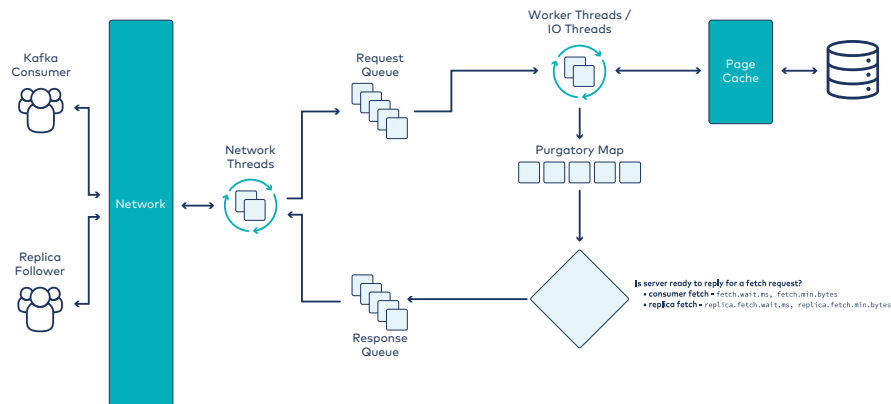 Worker Threads /
IO Threads
Kafka
Consumer
Request
Queue
Page
Cache
Network
Threads
Purgatory Map
Network
Replica
Follower
Is server ready to reply for a fetch request?
• consumer fetch - fetch.wait.ms, fetch.min.bytes
• replica fetch - replica.fetch.wait.ms, replica.fetch.min.bytes
Response
Queue